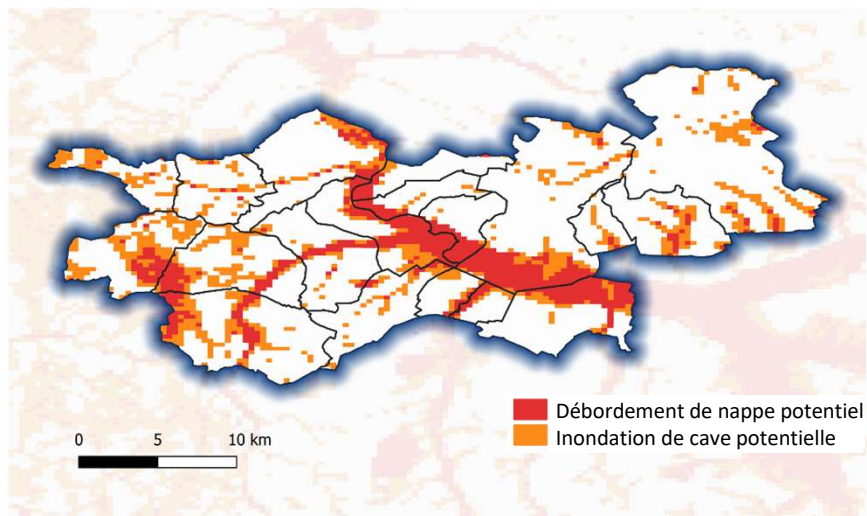 Débordement de nappe potentiel
Inondation de cave potentielle
0 5 10 km